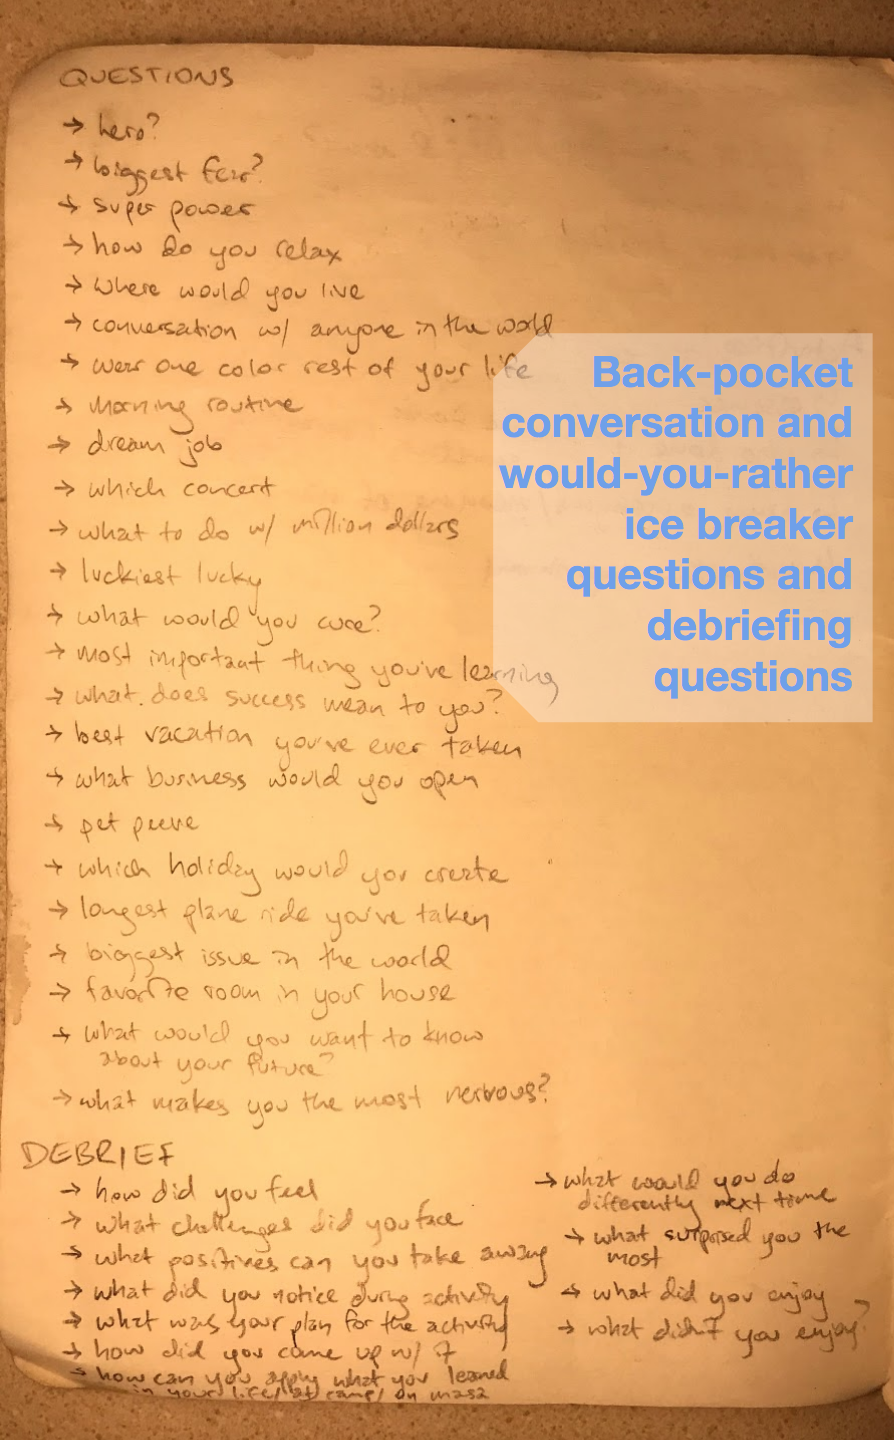 QUESTIONS
→ hero?
→ biggest fear?
→ super power
→ how do you relax
→ where would you live
→ conversation w/ anyone in the world
→ wear one color rest of your life
→ morning routine
→ dream job
→ which concert
→ what to do w/ million dollars
→ luckiest lucky
→ what would you cure?
→ most important thing you've learning
→ what does success mean to you?
→ best vacation you've ever taken
→ what business would you open
→ pet peeve
→ which holiday would you create
→ longest plane ride you've taken
→ biggest issue in the world
→ favorite room in your house
→ what would you want to know
about your future?
→ what makes you the most nervous?
Back-pocket
conversation and
would-you-rather
ice breaker
questions and
debriefing
questions
DEBRIEF
→ how did you feel
→ what challenges did you face
→ what positives can you take away
→ what did you notice during activity
→ what was your plan for the activity
→ how did you come up w/ it
→ how can you apply what you learned
in your life/ at camp/ on masa
→ what would you do
differently next time
→ what surprised you the
most
→ what did you enjoy
→ what didn't you enjoy?